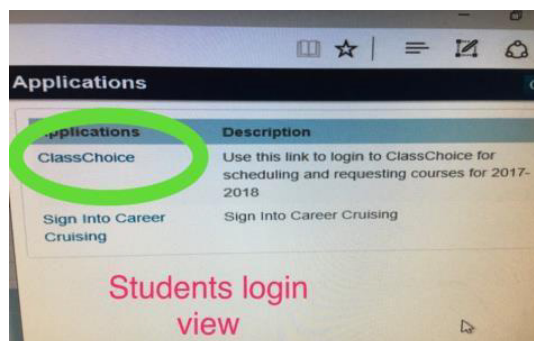 Applications
Applications Description
ClassChoice Use this link to login to ClassChoice for
scheduling and requesting courses for 2017-
2018
Sign Into Career Sign Into Career Cruising
Cruising
Students login
view